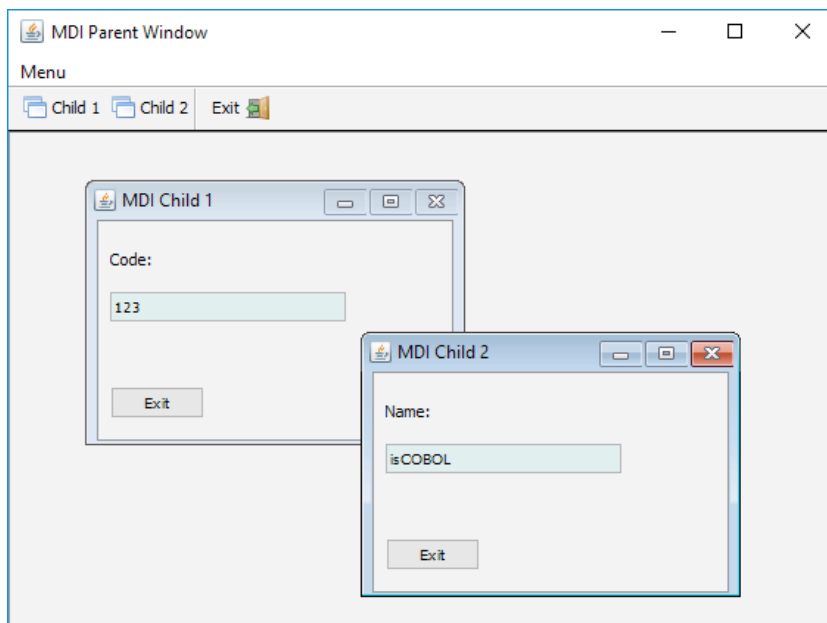 MDI Parent Window
Menu
Child 1 Child 2 Exit
MDI Child 1
Code:
123
Exit
MDI Child 2
Name:
isCOBOL
Exit